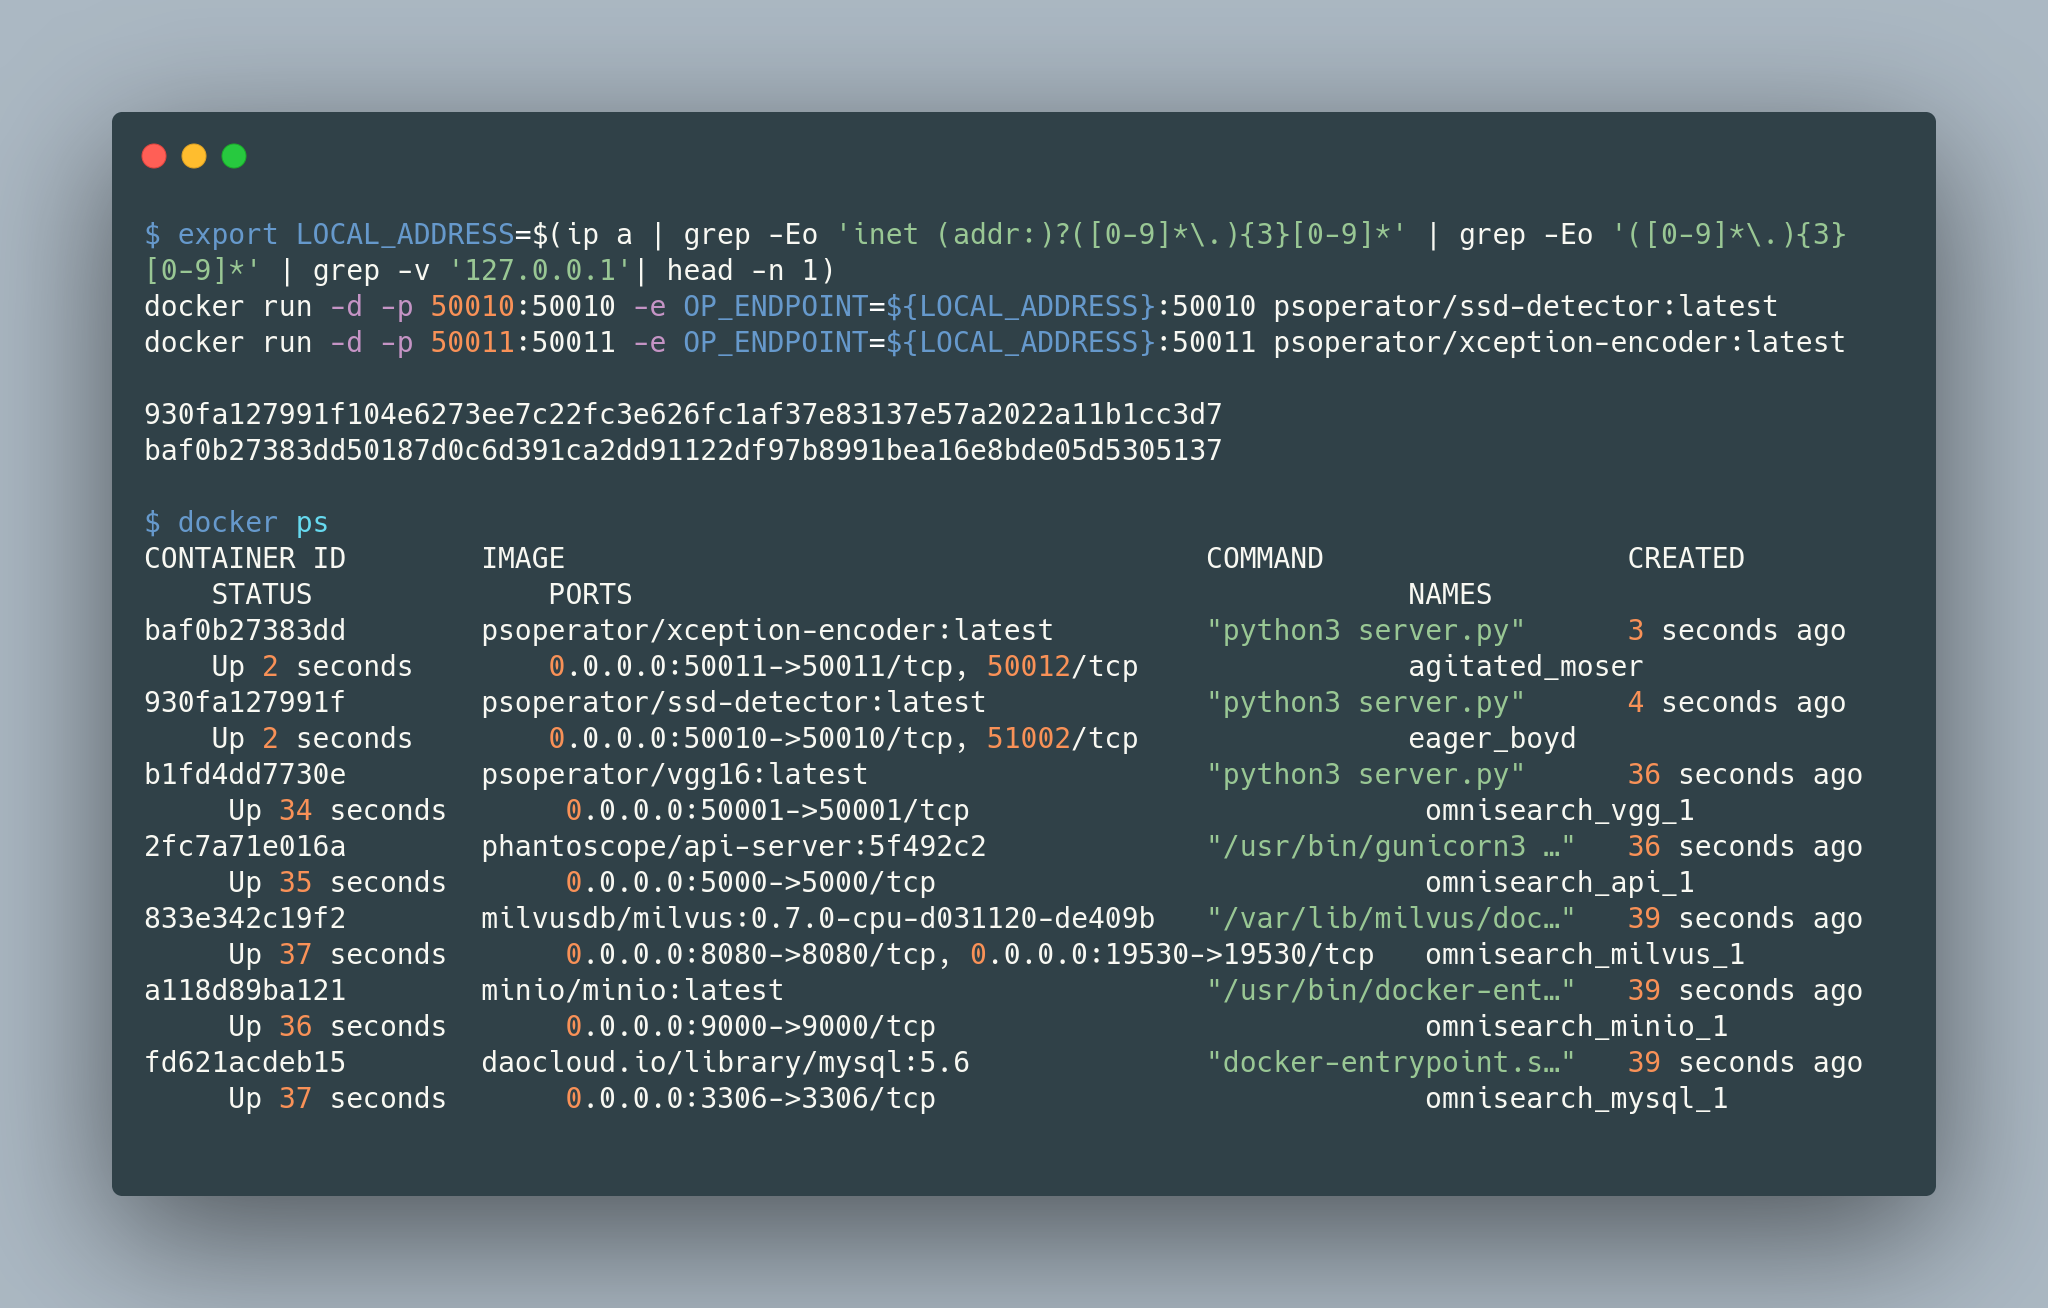 $ export LOCAL_ADDRESS=$(ip a | grep -Eo 'inet (addr:)?([0-9]*\.){3}[0-9]*' | grep -Eo '([0-9]*\.){3}
[0-9]*' | grep -v '127.0.0.1'| head -n 1)
docker run -d -p 50010:50010 -e OP_ENDPOINT=${LOCAL_ADDRESS}:50010 psoperator/ssd-detector:latest
docker run -d -p 50011:50011 -e OP_ENDPOINT=${LOCAL_ADDRESS}:50011 psoperator/xception-encoder:latest
930fa127991f104e6273ee7c22fc3e626fc1af37e83137e57a2022a11b1cc3d7
baf0b27383dd50187d0c6d391ca2dd91122df97b8991bea16e8bde05d5305137
$ docker ps
CONTAINER ID        IMAGE                                      COMMAND                  CREATED
    STATUS              PORTS                                              NAMES
baf0b27383dd        psoperator/xception-encoder:latest         "python3 server.py"      3 seconds ago
    Up 2 seconds        0.0.0.0:50011->50011/tcp, 50012/tcp                agitated_moser
930fa127991f        psoperator/ssd-detector:latest             "python3 server.py"      4 seconds ago
    Up 2 seconds        0.0.0.0:50010->50010/tcp, 51002/tcp                eager_boyd
b1fd4dd7730e        psoperator/vgg16:latest                    "python3 server.py"      36 seconds ago
     Up 34 seconds       0.0.0.0:50001->50001/tcp                           omnisearch_vgg_1
2fc7a71e016a        phantoscope/api-server:5f492c2             "/usr/bin/gunicorn3 …"   36 seconds ago
     Up 35 seconds       0.0.0.0:5000->5000/tcp                             omnisearch_api_1
833e342c19f2        milvusdb/milvus:0.7.0-cpu-d031120-de409b   "/var/lib/milvus/doc…"   39 seconds ago
     Up 37 seconds       0.0.0.0:8080->8080/tcp, 0.0.0.0:19530->19530/tcp   omnisearch_milvus_1
a118d89ba121        minio/minio:latest                         "/usr/bin/docker-ent…"   39 seconds ago
     Up 36 seconds       0.0.0.0:9000->9000/tcp                             omnisearch_minio_1
fd621acdeb15        daocloud.io/library/mysql:5.6              "docker-entrypoint.s…"   39 seconds ago
     Up 37 seconds       0.0.0.0:3306->3306/tcp                             omnisearch_mysql_1